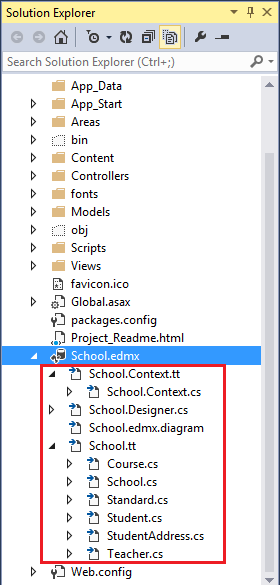 Solution Explorer
Search Solution Explorer (Ctrl+;)
App_Data
App_Start
Areas
bin
Content
Controllers
fonts
Models
obj
Scripts
Views
favicon.ico
Global.asax
packages.config
Project_Readme.html
School.edmx
School.Context.tt
School.Context.cs
School.Designer.cs
School.edmx.diagram
School.tt
Course.cs
School.cs
Standard.cs
Student.cs
StudentAddress.cs
Teacher.cs
Web.config